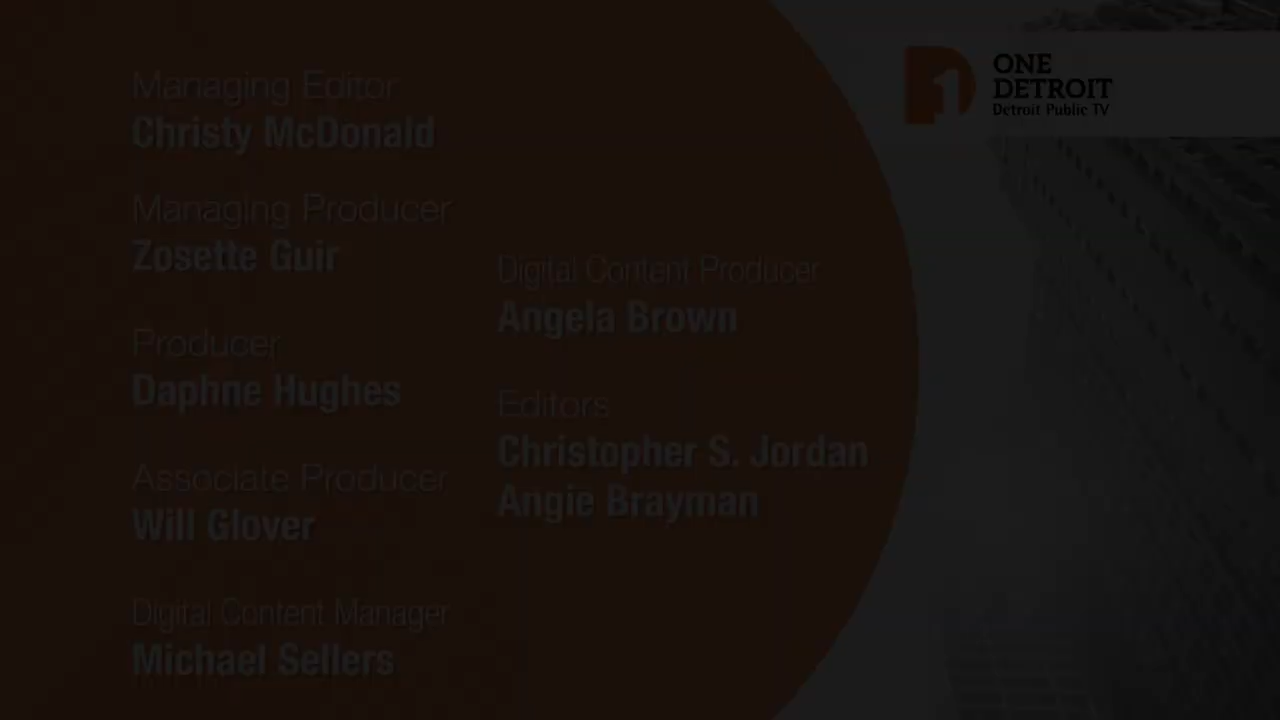 Managing Editor
Christy McDonald
Managing Producer
Zosette Guir
Producer
Daphne Hughes
Associate Producer
Will Glover
Digital Content Manager
Michael Sellers
Digital Content Producer
Angela Brown
Editors
Christopher S. Jordan
Angie Brayman
D1
ONE
DETROIT
Detroit Public TV